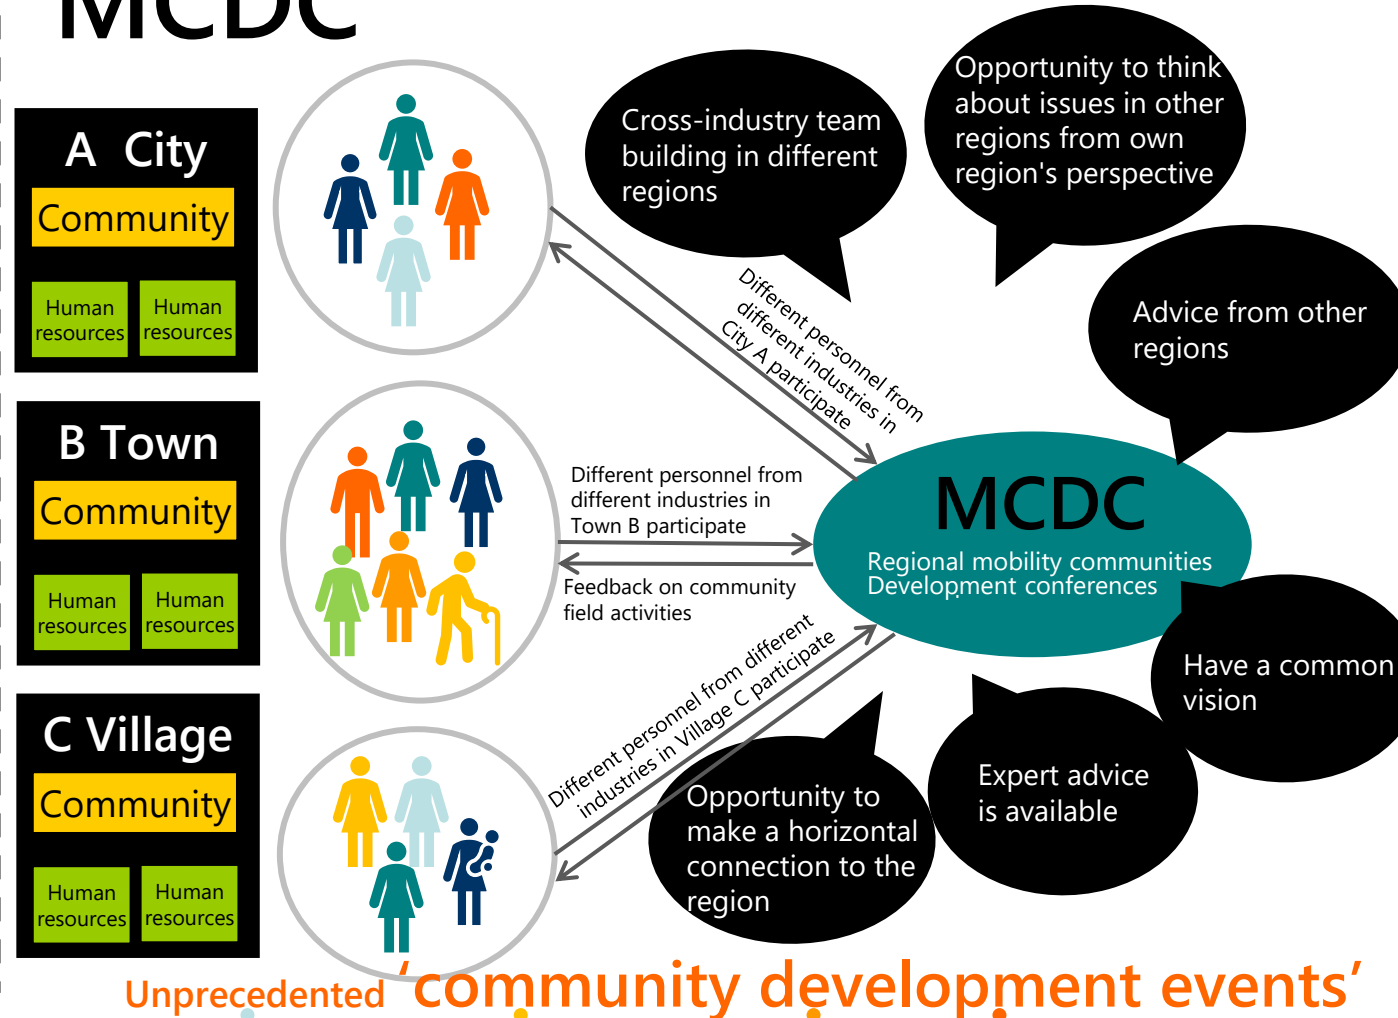 MCDC
A City
Community
Human
resources
Human
resources
B Town
Community
Human
resources
Human
resources
C Village
Community
Human
resources
Human
resources
Cross-industry team
building in different
regions
Opportunity to think
about issues in other
regions from own
region's perspective
Advice from other
regions
Different personnel from
different industries in
City A participate
Different personnel from
different industries in
Town B participate
Feedback on community
field activities
Different personnel from different
industries in Village C participate
MCDC
Regional mobility communities
Development conferences
Have a common
vision
Expert advice
is available
Opportunity to
make a horizontal
connection to the
region
Unprecedented ‘community development events’